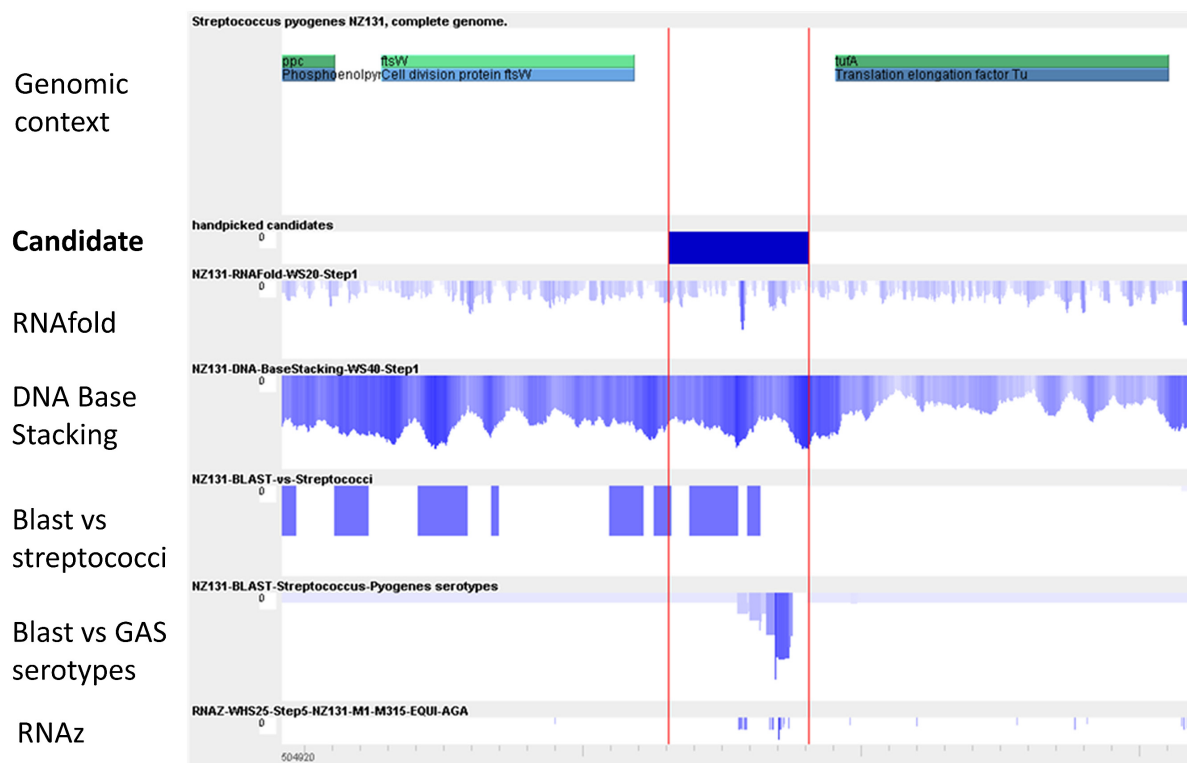 Streptococcus pyogenes NZ131, complete genome.
Genomic
context
ppc
ftsW
tufA
Phosphoenolpyr
Cell division protein ftsW
Translation elongation factor Tu
handpicked candidates
Candidate
0
NZ131-RNAFold-WS20-Step1
0
RNAfold
NZ131-DNA-BaseStacking-WS40-Step1
0
DNA Base
Stacking
NZ131-BLAST-vs-Streptococci
0
Blast vs
streptococci
NZ131-BLAST-Streptococcus-Pyogenes serotypes
0
Blast vs GAS
serotypes
RNAZ-WHS25-Step5-NZ131-M1-M315-EQUI-AGA
0
RNAz
504920